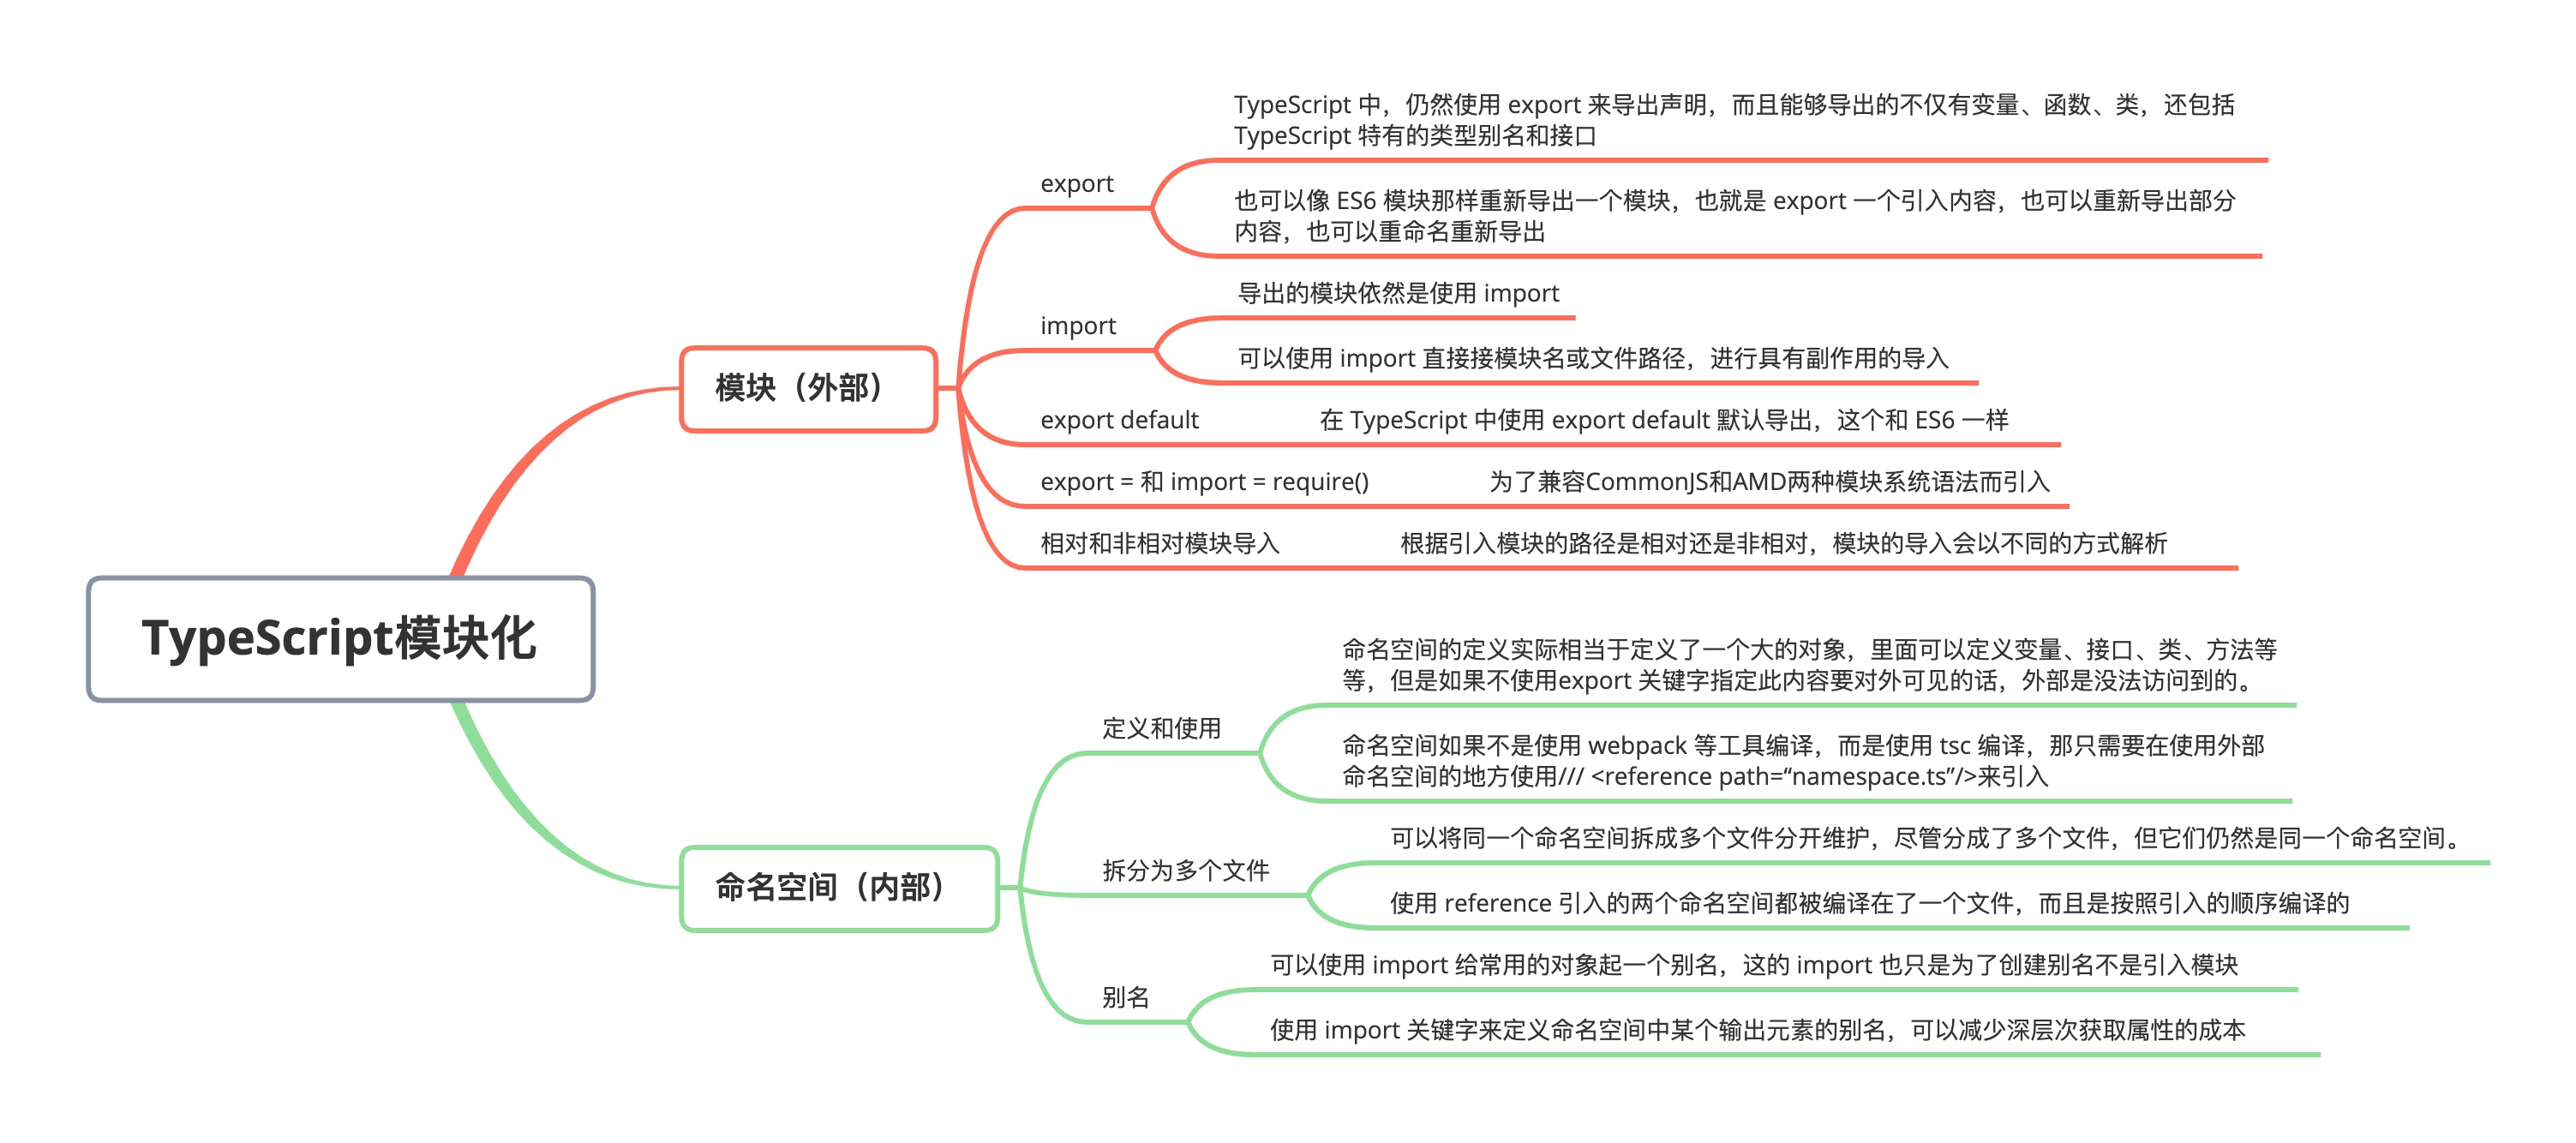 TypeScript模块化
模块（外部）
export
TypeScript 中，仍然使用 export 来导出声明，而且能够导出的不仅有变量、函数、类，还包括
TypeScript 特有的类型别名和接口
也可以像 ES6 模块那样重新导出一个模块，也就是 export 一个引入内容，也可以重新导出部分
内容，也可以重命名重新导出
import
导出的模块依然是使用 import
可以使用 import 直接接模块名或文件路径，进行具有副作用的导入
export default
在 TypeScript 中使用 export default 默认导出，这个和 ES6 一样
export = 和 import = require()
为了兼容CommonJS和AMD两种模块系统语法而引入
相对和非相对模块导入
根据引入模块的路径是相对还是非相对，模块的导入会以不同的方式解析
命名空间（内部）
定义和使用
命名空间的定义实际相当于定义了一个大的对象，里面可以定义变量、接口、类、方法等
等，但是如果不使用export 关键字指定此内容要对外可见的话，外部是没法访问到的。
命名空间如果不是使用 webpack 等工具编译，而是使用 tsc 编译，那只需要在使用外部
命名空间的地方使用/// <reference path=“namespace.ts”/>来引入
拆分为多个文件
可以将同一个命名空间拆成多个文件分开维护，尽管分成了多个文件，但它们仍然是同一个命名空间。
使用 reference 引入的两个命名空间都被编译在了一个文件，而且是按照引入的顺序编译的
别名
可以使用 import 给常用的对象起一个别名，这的 import 也只是为了创建别名不是引入模块
使用 import 关键字来定义命名空间中某个输出元素的别名，可以减少深层次获取属性的成本